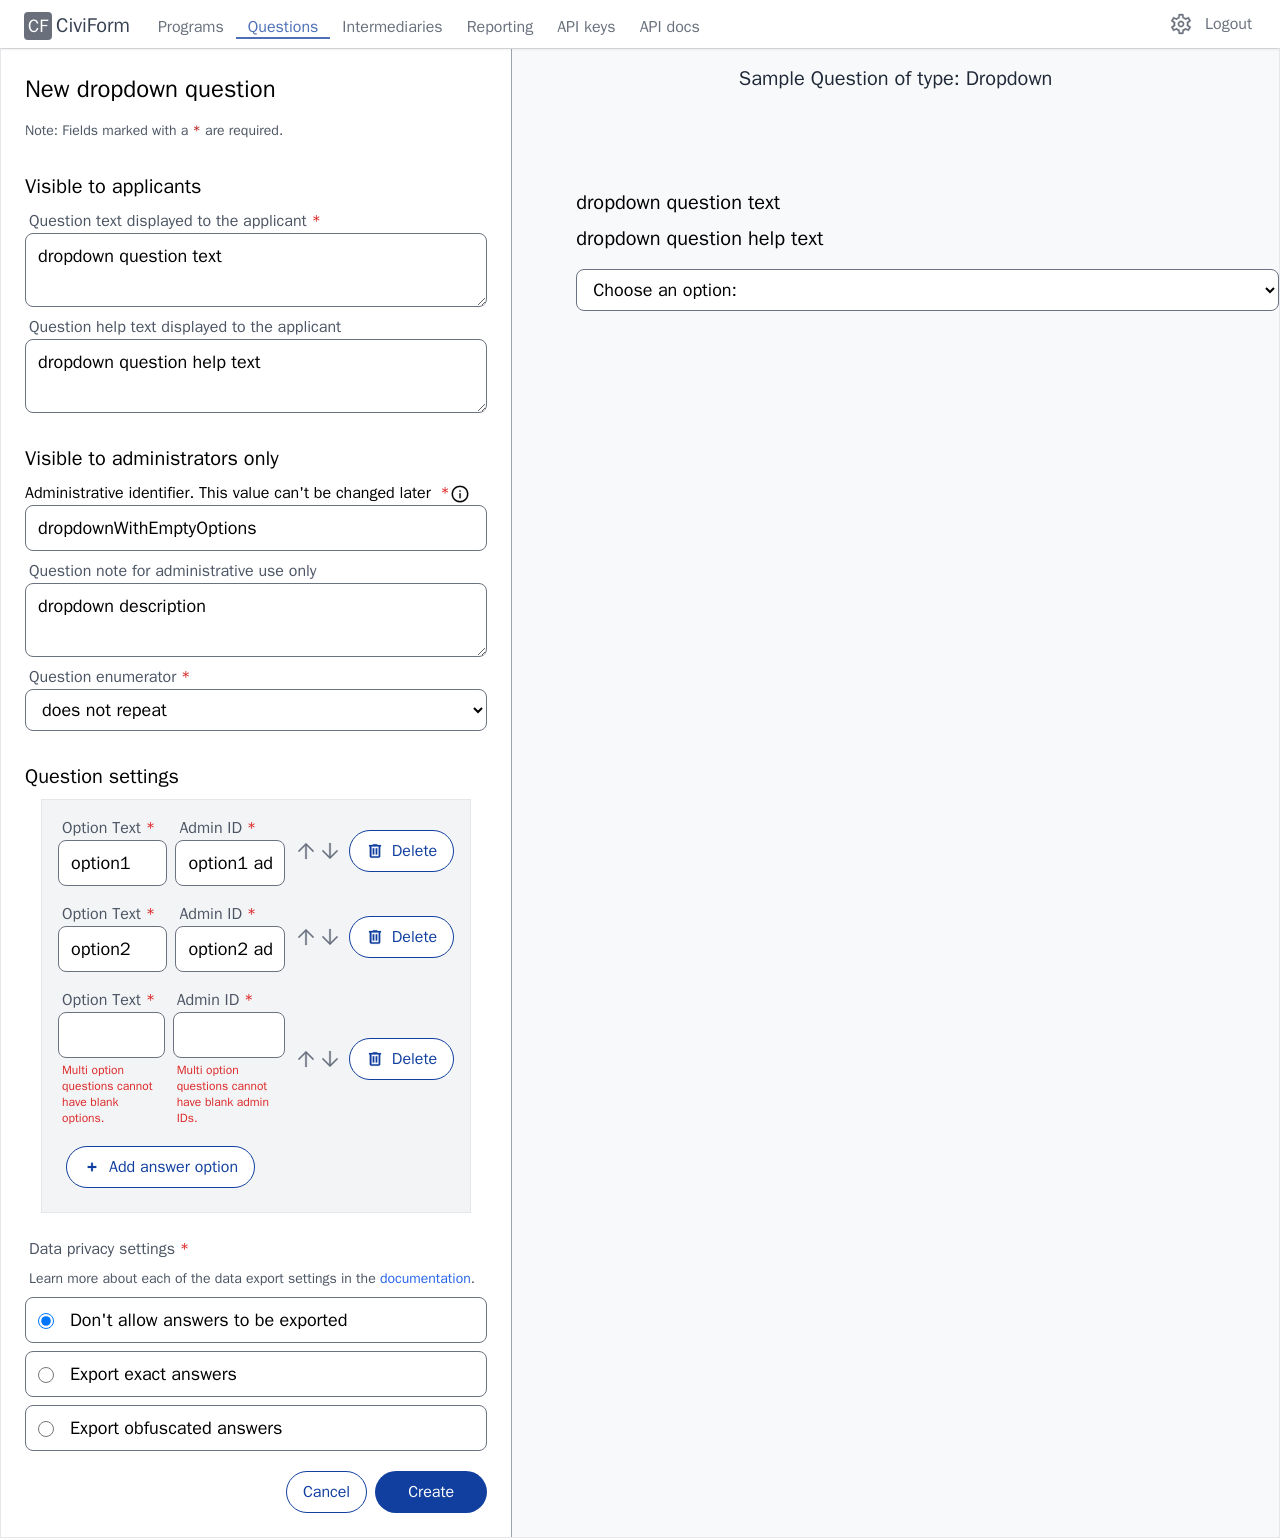 CF CiviForm Programs Questions Intermediaries Reporting API keys API docs Logout
New dropdown question
Note: Fields marked with a * are required.
Visible to applicants
Question text displayed to the applicant *
dropdown question text
Question help text displayed to the applicant
dropdown question help text
Visible to administrators only
Administrative identifier. This value can't be changed later *
dropdownWithEmptyOptions
Question note for administrative use only
dropdown description
Question enumerator *
does not repeat
Question settings
Option Text * Admin ID *
option1 option1 ad Delete
Option Text * Admin ID *
option2 option2 ad Delete
Option Text * Admin ID *
Delete
Multi option
questions cannot
have blank
options.
Multi option
questions cannot
have blank admin
IDs.
+ Add answer option
Data privacy settings *
Learn more about each of the data export settings in the documentation.
Don't allow answers to be exported
Export exact answers
Export obfuscated answers
Cancel Create
Sample Question of type: Dropdown
dropdown question text
dropdown question help text
Choose an option: